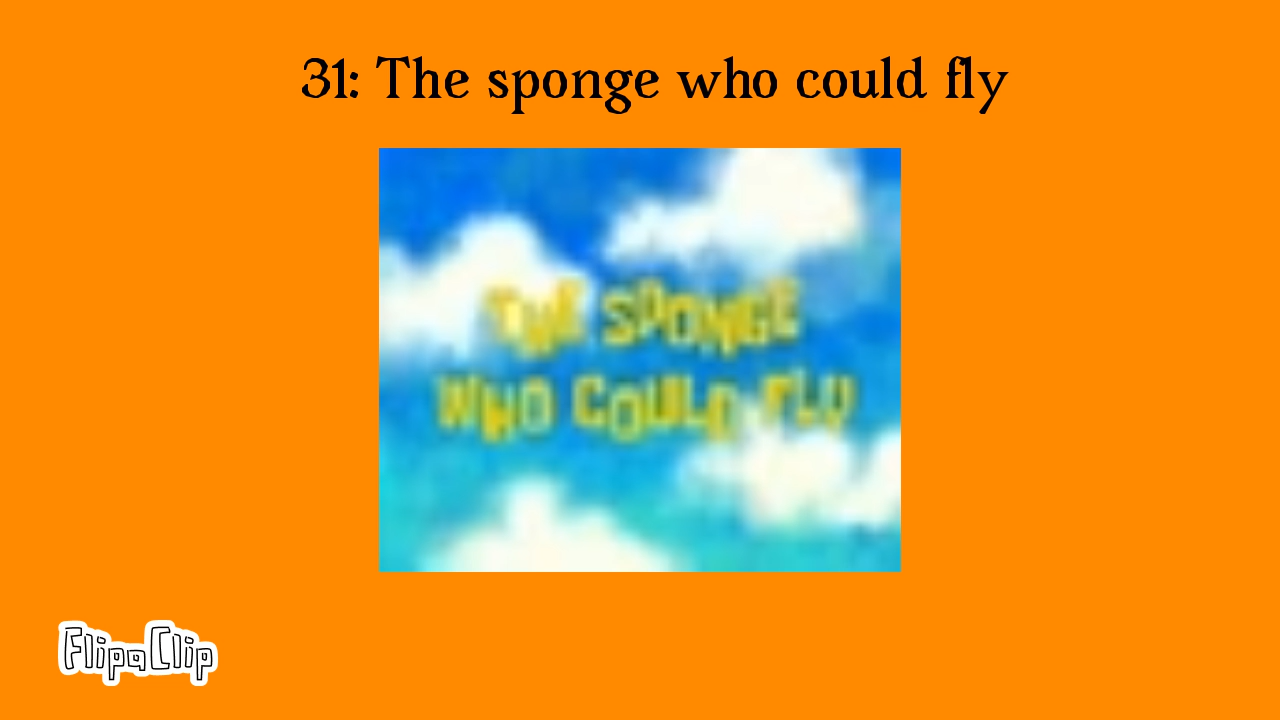 31: The sponge who could fly
THE SPONGE
WHO COULD FLY
FlipaClip